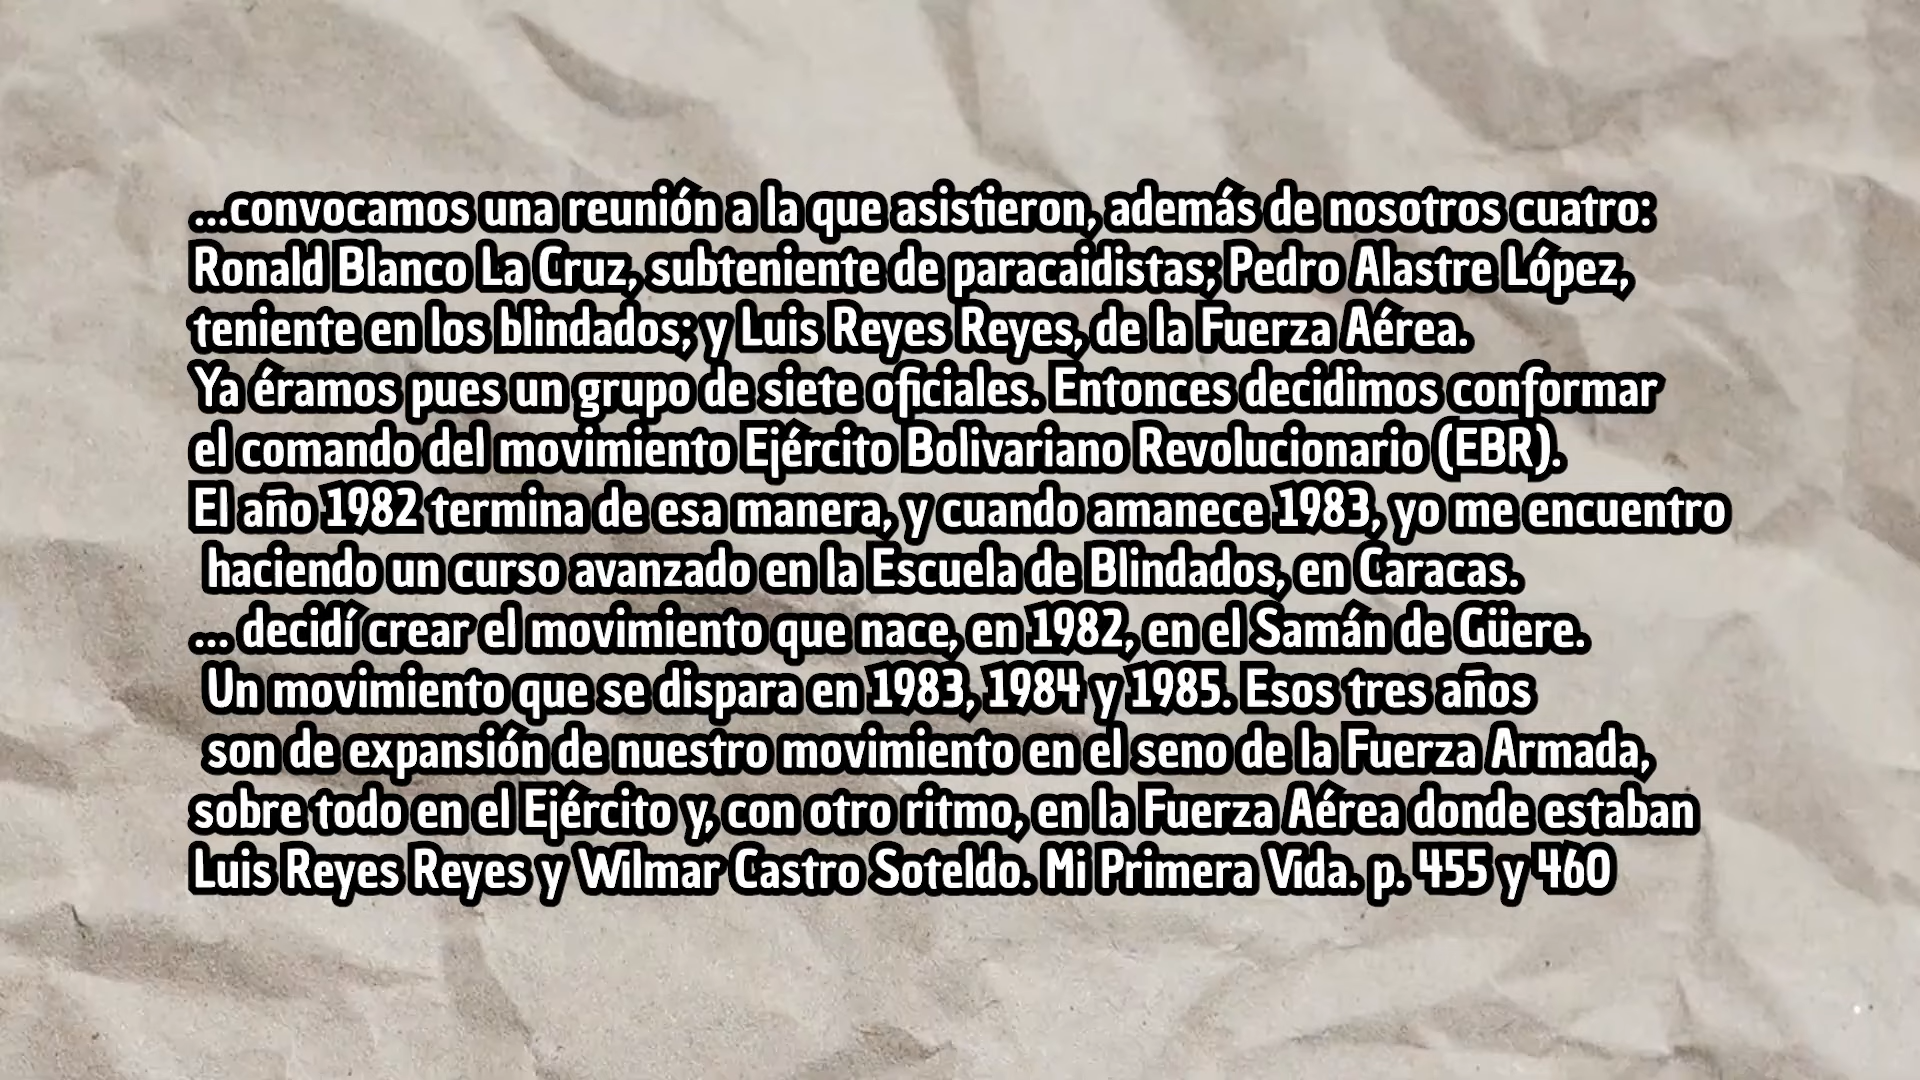 ...convocamos una reunión a la que asistieron, además de nosotros cuatro:
Ronald Blanco La Cruz, subteniente de paracaidistas; Pedro Alastre López,
teniente en los blindados; y Luis Reyes Reyes, de la Fuerza Aérea.
Ya éramos pues un grupo de siete oficiales. Entonces decidimos conformar
el comando del movimiento Ejército Bolivariano Revolucionario (EBR).
El año 1982 termina de esa manera, y cuando amanece 1983, yo me encuentro
haciendo un curso avanzado en la Escuela de Blindados, en Caracas.
... decidí crear el movimiento que nace, en 1982, en el Samán de Güere.
Un movimiento que se dispara en 1983, 1984 y 1985. Esos tres años
son de expansión de nuestro movimiento en el seno de la Fuerza Armada,
sobre todo en el Ejército y, con otro ritmo, en la Fuerza Aérea donde estaban
Luis Reyes Reyes y Wilmar Castro Soteldo. Mi Primera Vida. p. 455 y 460